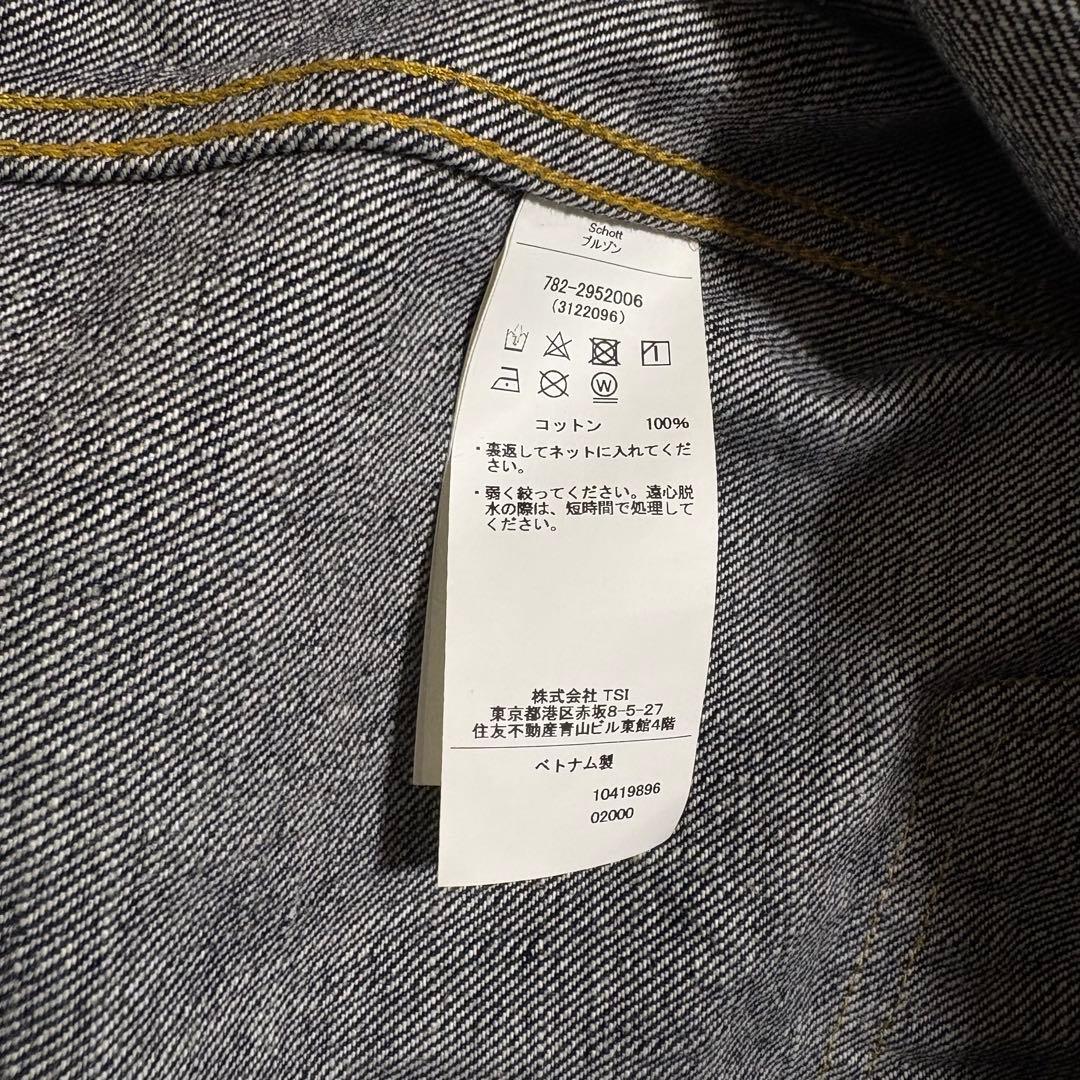 Schott
ブルゾン
782-2952006
(3122096)
W
コットン 100%
・裏返してネットに入れてくだ
さい。
・弱く絞ってください。遠心脱
水の際は、短時間で処理して
ください。
株式会社 TSI
東京都港区赤坂8-5-27
住友不動産青山ビル東館4階
ベトナム製
10419896
02000